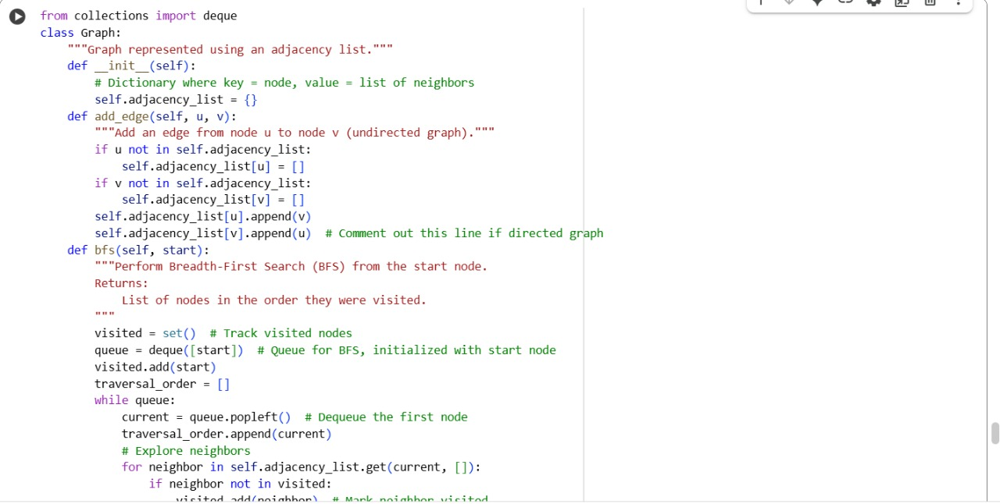 from collections import deque
class Graph:
    """Graph represented using an adjacency list."""
    def __init__(self):
        # Dictionary where key = node, value = list of neighbors
        self.adjacency_list = {}
    def add_edge(self, u, v):
        """Add an edge from node u to node v (undirected graph)."""
        if u not in self.adjacency_list:
            self.adjacency_list[u] = []
        if v not in self.adjacency_list:
            self.adjacency_list[v] = []
        self.adjacency_list[u].append(v)
        self.adjacency_list[v].append(u)  # Comment out this line if directed graph
    def bfs(self, start):
        """Perform Breadth-First Search (BFS) from the start node.
        Returns:
            List of nodes in the order they were visited.
        """
        visited = set()  # Track visited nodes
        queue = deque([start])  # Queue for BFS, initialized with start node
        visited.add(start)
        traversal_order = []
        while queue:
            current = queue.popleft()  # Dequeue the first node
            traversal_order.append(current)
            # Explore neighbors
            for neighbor in self.adjacency_list.get(current, []):
                if neighbor not in visited:
                    visited.add(neighbor)  # Mark neighbor visited